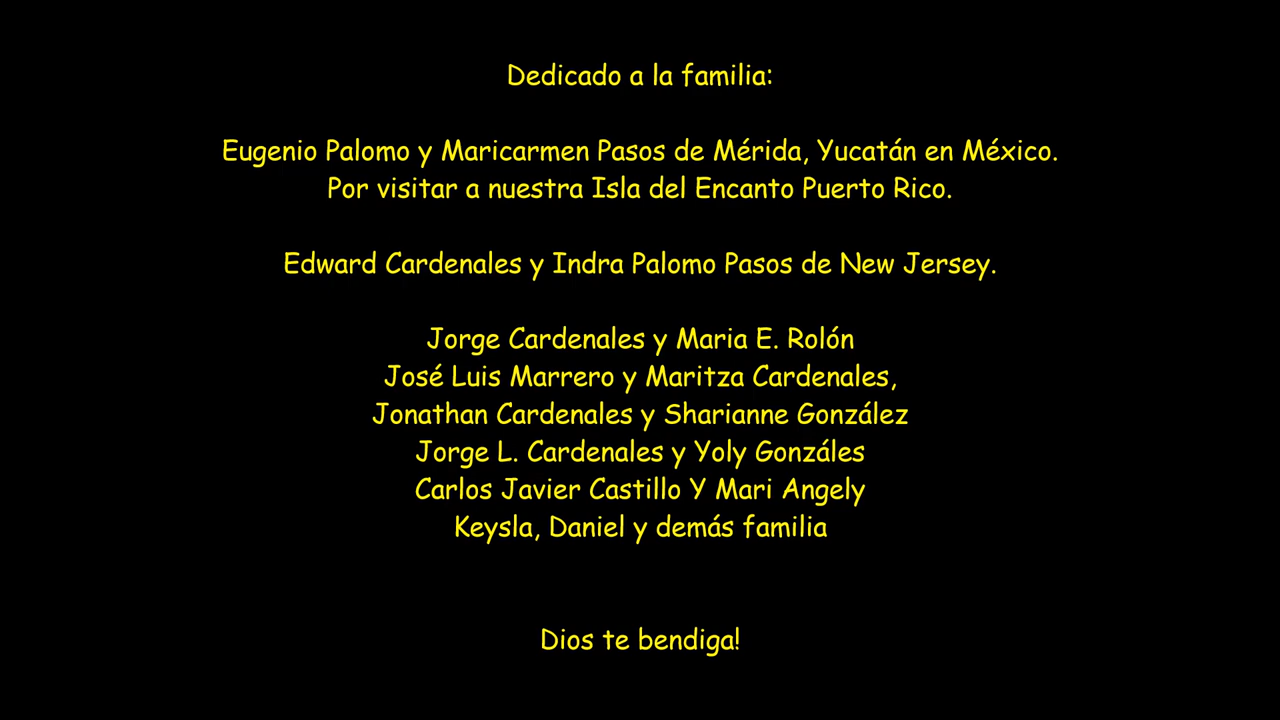 Dedicado a la familia:
Eugenio Palomo y Maricarmen Pasos de Mérida, Yucatán en México.
Por visitar a nuestra Isla del Encanto Puerto Rico.
Edward Cardenales y Indra Palomo Pasos de New Jersey.
Jorge Cardenales y Maria E. Rolón
José Luis Marrero y Maritza Cardenales,
Jonathan Cardenales y Sharianne González
Jorge L. Cardenales y Yoly Gonzáles
Carlos Javier Castillo Y Mari Angely
Keysla, Daniel y demás familia
Dios te bendiga!